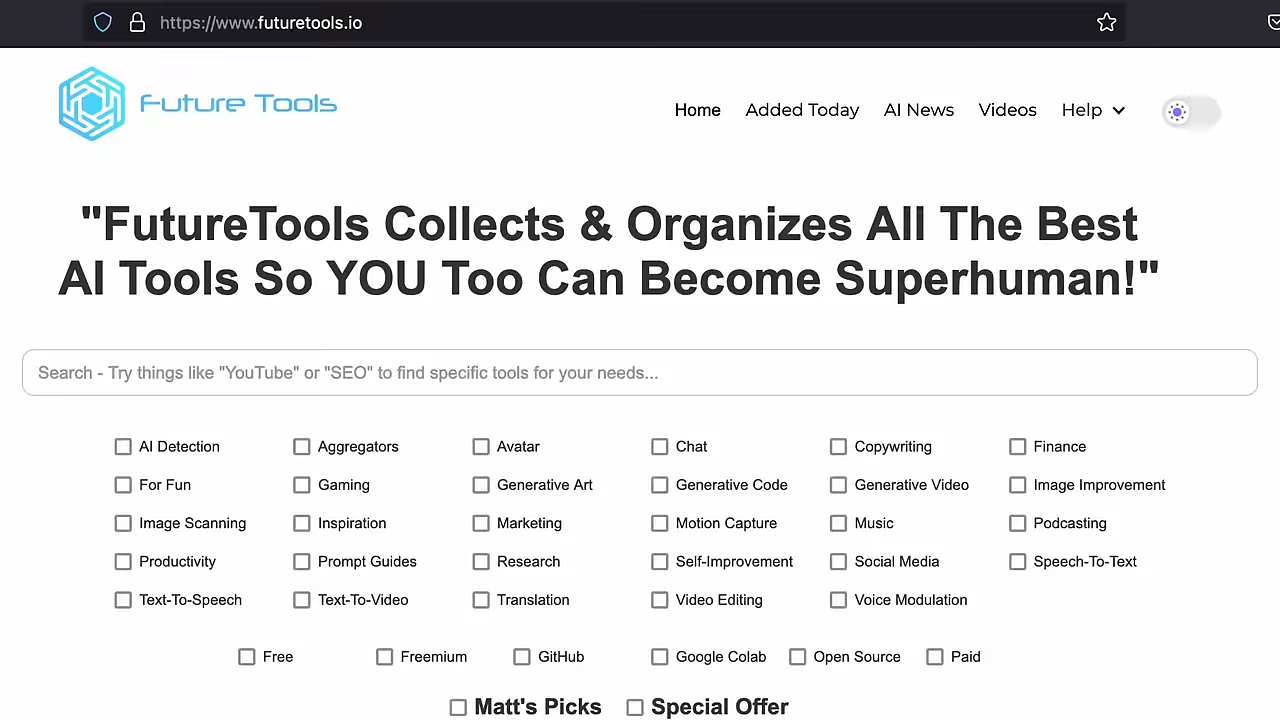 https://www.futuretools.io
Future Tools
Home Added Today AI News Videos Help
"FutureTools Collects & Organizes All The Best
AI Tools So YOU Too Can Become Superhuman!"
Search - Try things like "YouTube" or "SEO" to find specific tools for your needs...
AI Detection Aggregators Avatar Chat Copywriting Finance
For Fun Gaming Generative Art Generative Code Generative Video Image Improvement
Image Scanning Inspiration Marketing Motion Capture Music Podcasting
Productivity Prompt Guides Research Self-Improvement Social Media Speech-To-Text
Text-To-Speech Text-To-Video Translation Video Editing Voice Modulation
Free Freemium GitHub Google Colab Open Source Paid
Matt's Picks Special Offer